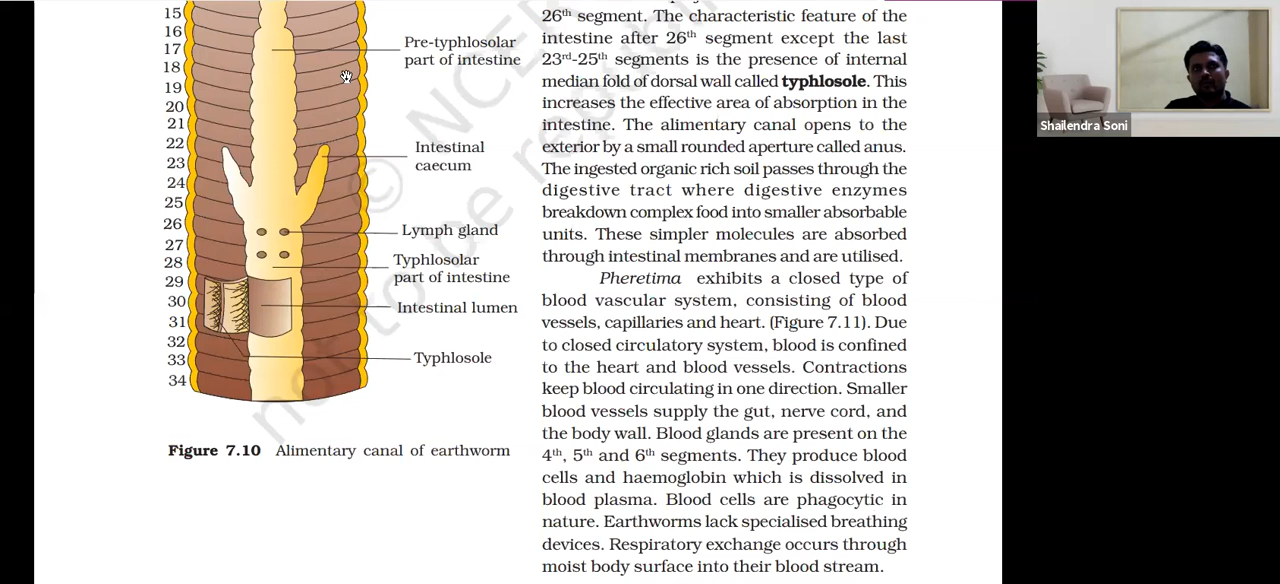 15
16
17
18
19
20
21
22
23
24
25
26
27
28
29
30
31
32
33
34
Pre-typhlosolar
part of intestine
Intestinal
caecum
Lymph gland
Typhlosolar
part of intestine
Intestinal lumen
Typhlosole
Figure 7.10 Alimentary canal of earthworm
© NCER
not to be repub
26th segment. The characteristic feature of the
intestine after 26th segment except the last
23rd-25th segments is the presence of internal
median fold of dorsal wall called typhlosole. This
increases the effective area of absorption in the
intestine. The alimentary canal opens to the
exterior by a small rounded aperture called anus.
The ingested organic rich soil passes through the
digestive tract where digestive enzymes
breakdown complex food into smaller absorbable
units. These simpler molecules are absorbed
through intestinal membranes and are utilised.
Pheretima exhibits a closed type of
blood vascular system, consisting of blood
vessels, capillaries and heart. (Figure 7.11). Due
to closed circulatory system, blood is confined
to the heart and blood vessels. Contractions
keep blood circulating in one direction. Smaller
blood vessels supply the gut, nerve cord, and
the body wall. Blood glands are present on the
4th, 5th and 6th segments. They produce blood
cells and haemoglobin which is dissolved in
blood plasma. Blood cells are phagocytic in
nature. Earthworms lack specialised breathing
devices. Respiratory exchange occurs through
moist body surface into their blood stream.
Shailendra Soni